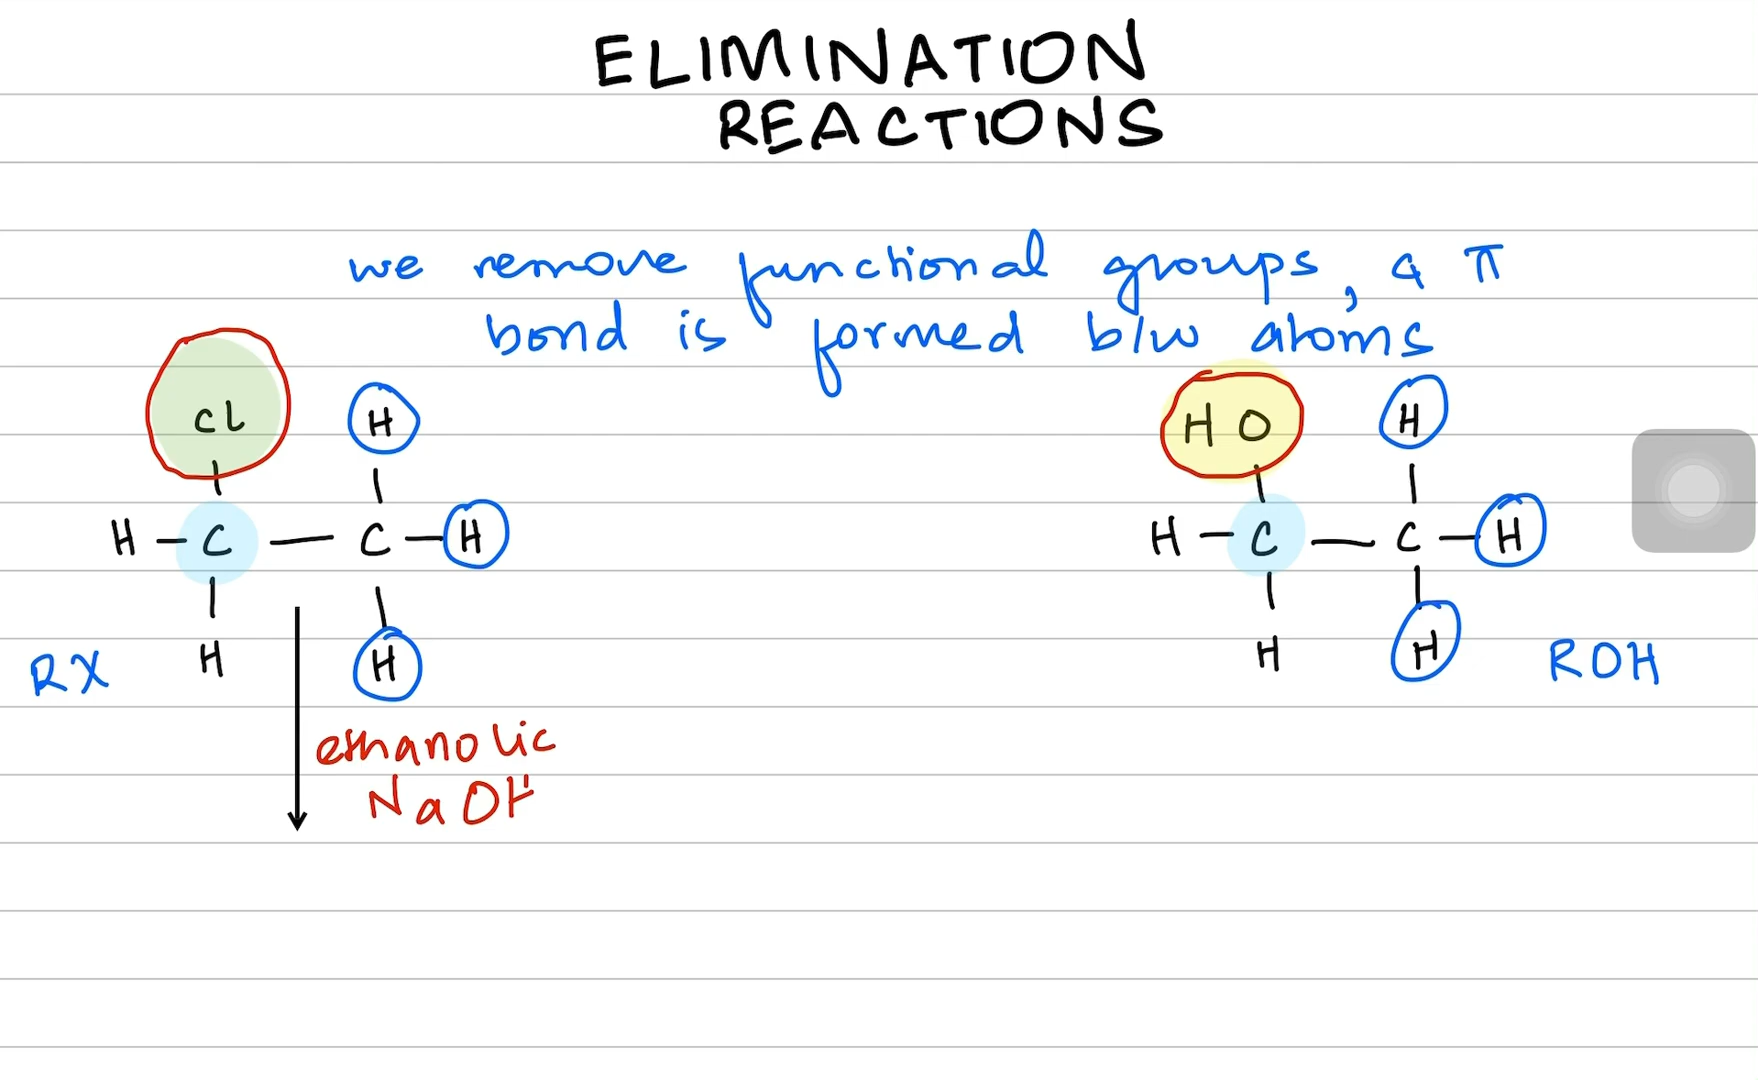 ELIMINATION
REACTIONS
we remove functional groups, a π
bond is formed b/w atoms
Cl H
H - C — C - H
H H
RX
ethanolic
NaOH
HO H
H - C — C - H
H H
ROH